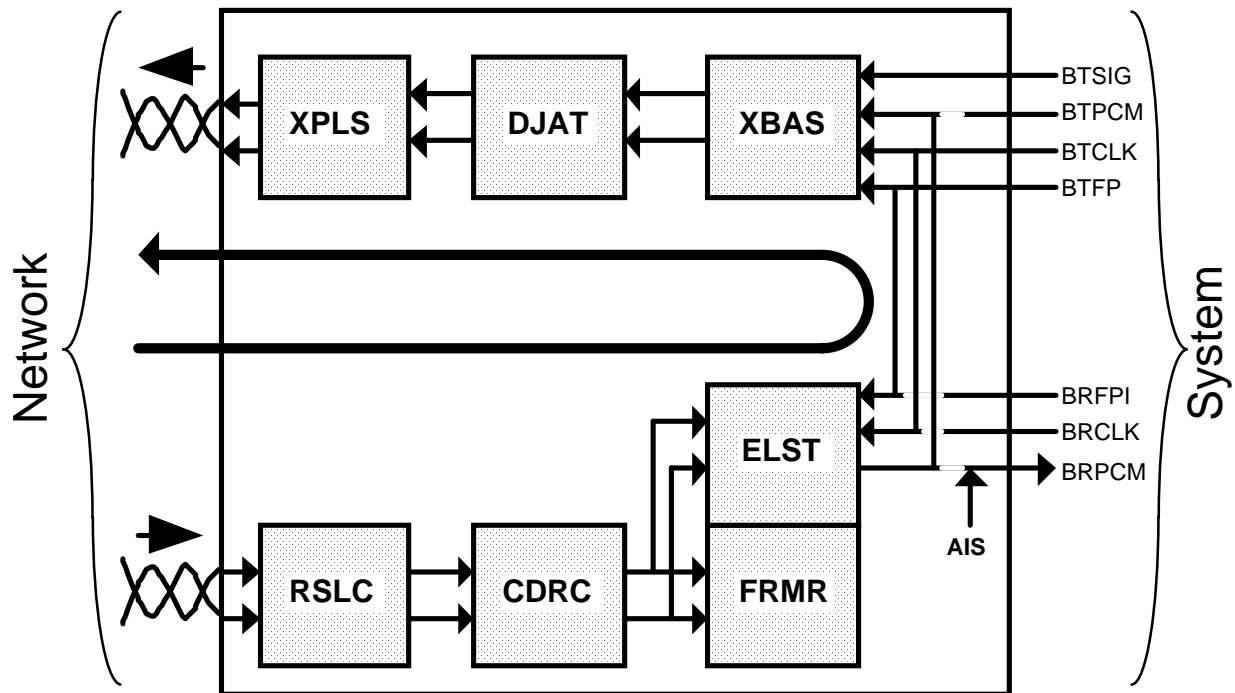 XPLS
DJAT
XBAS
BTSIG
BTPCM
BTCLK
BTFP
Network
System
ELST
BRFPI
BRCLK
BRPCM
AIS
RSLC
CDRC
FRMR